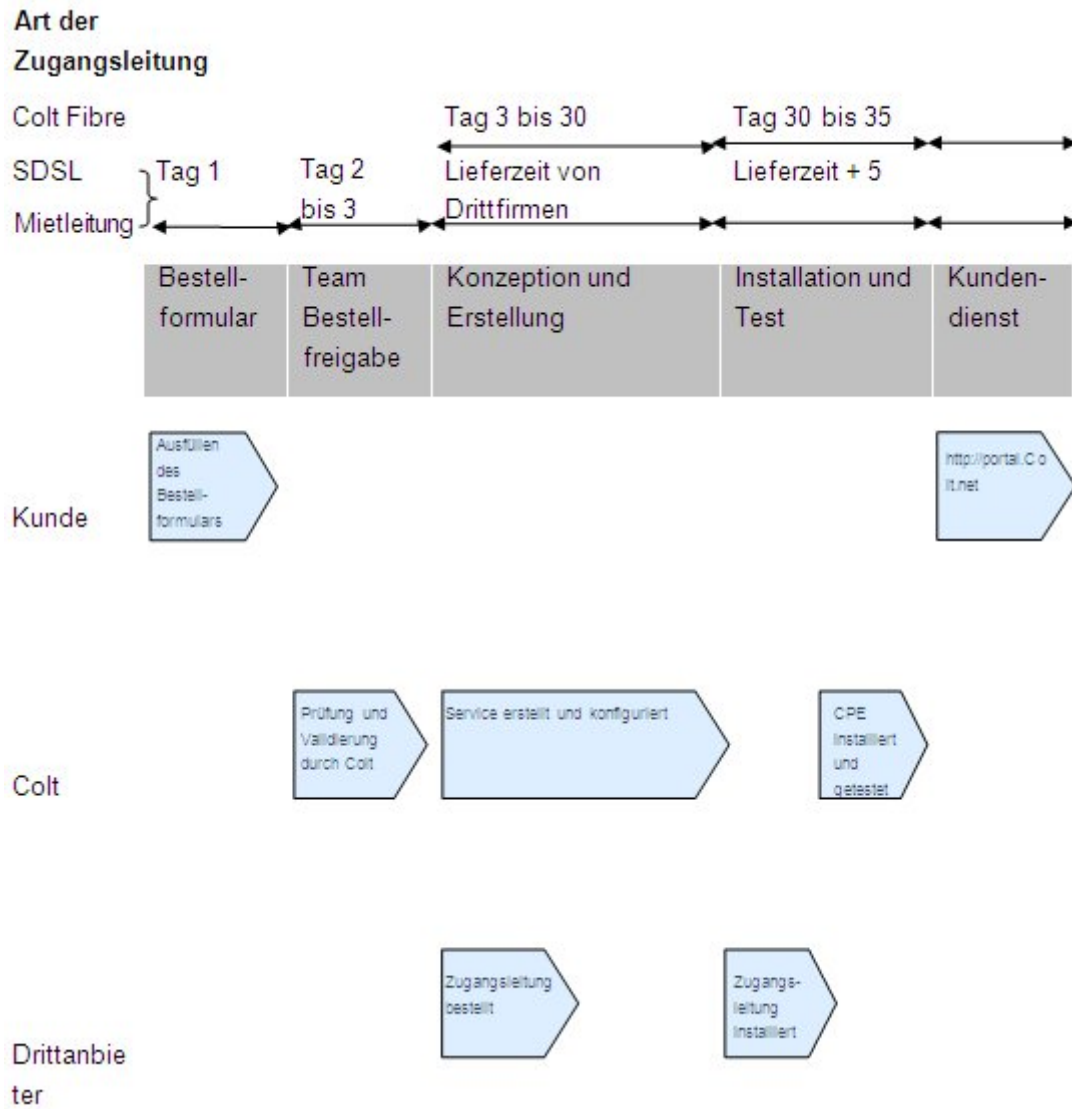 Art der
Zugangsleitung
Colt Fibre
Tag 3 bis 30
Tag 30 bis 35
SDSL
Tag 1
Tag 2
bis 3
Lieferzeit von
Drittfirmen
Lieferzeit + 5
Mietleitung
Bestell-
formular
Team
Bestell-
freigabe
Konzeption und
Erstellung
Installation und
Test
Kunden-
dienst
Kunde
Ausfüllen
des
Bestell-
formulars
http://portal.Co
lt.net
Colt
Prüfung und
Validierung
durch Colt
Service erstellt und konfiguriert
CPE
installiert
und
getestet
Drittanbie
ter
Zugangsleitung
bestellt
Zugangs-
leitung
installiert